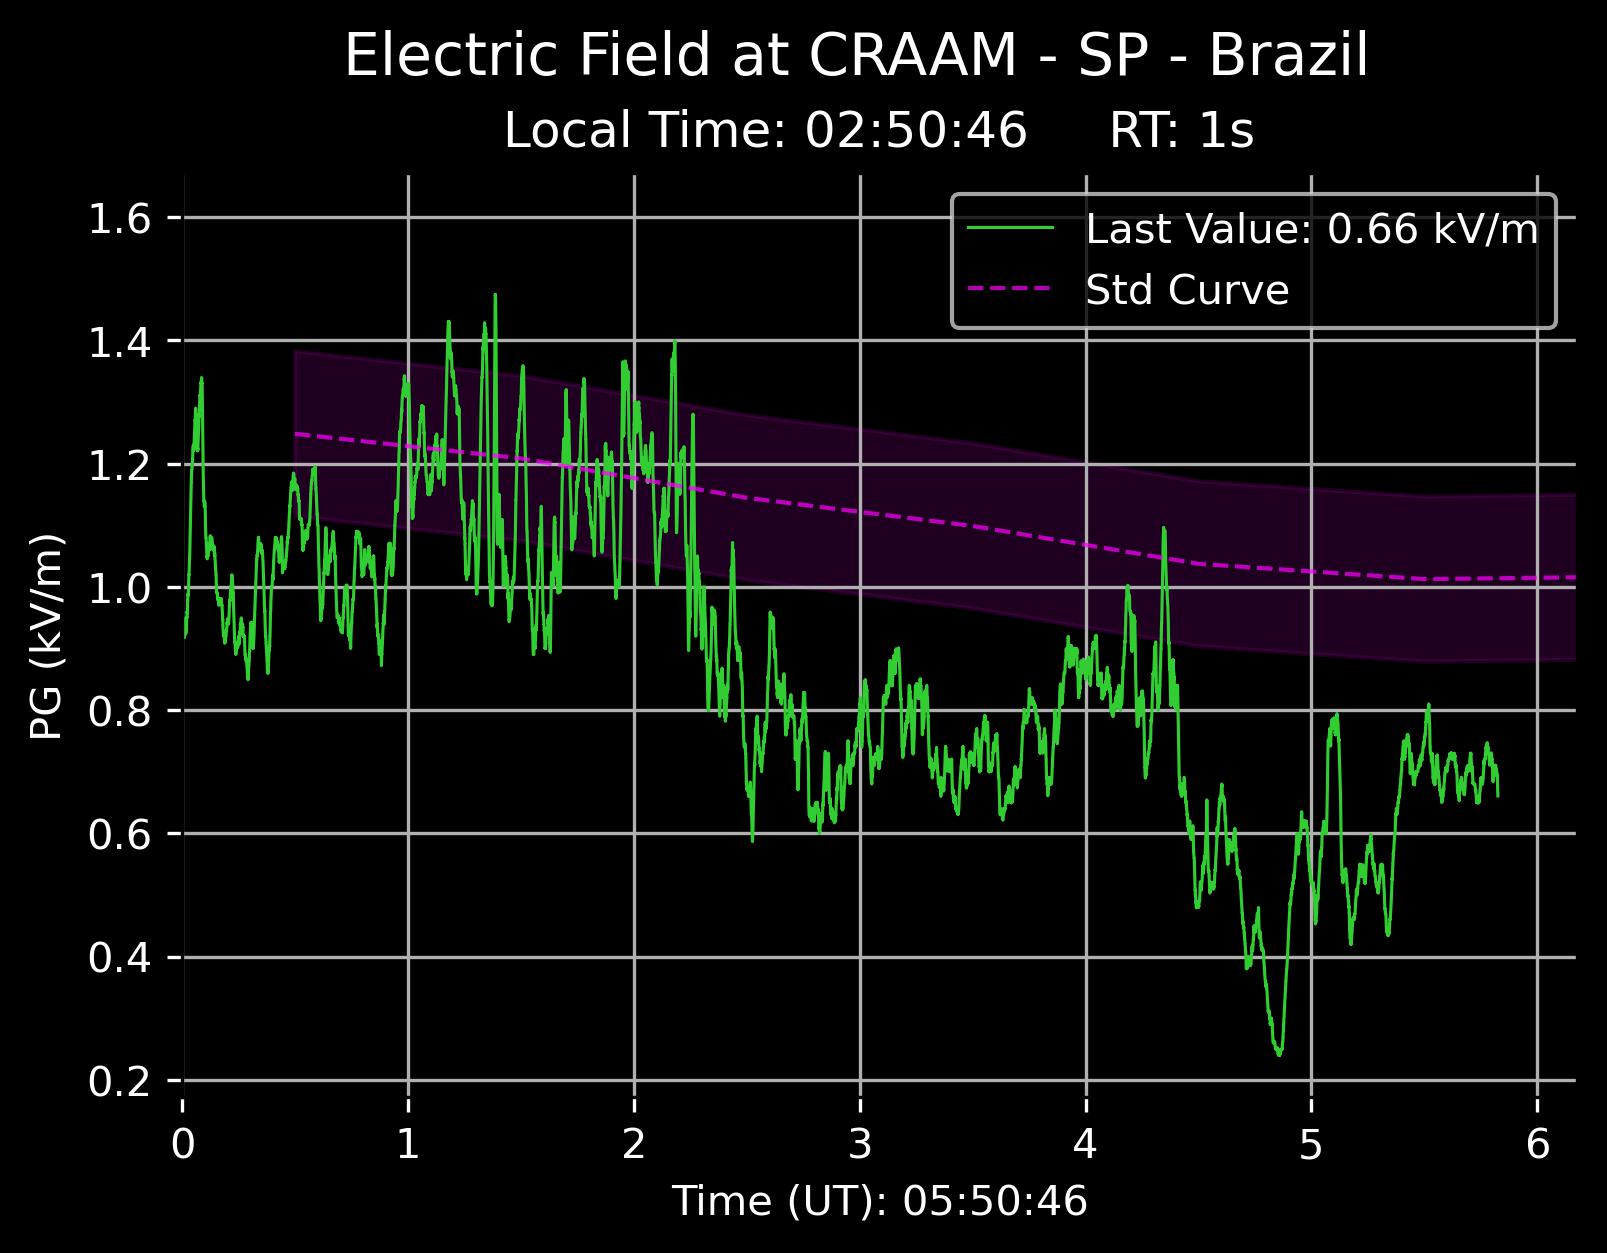 Electric Field at CRAAM - SP - Brazil
Local Time: 02:50:46 RT: 1s
Last Value: 0.66 kV/m
Std Curve
PG (kV/m)
1.6
1.4
1.2
1.0
0.8
0.6
0.4
0.2
0 1 2 3 4 5 6
Time (UT): 05:50:46